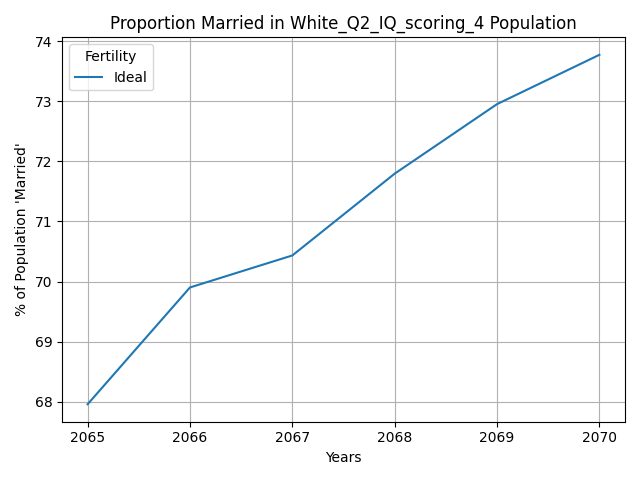 Proportion Married in White_Q2_IQ_scoring_4 Population
Fertility
Ideal
% of Population 'Married'
74
73
72
71
70
69
68
2065 2066 2067 2068 2069 2070
Years